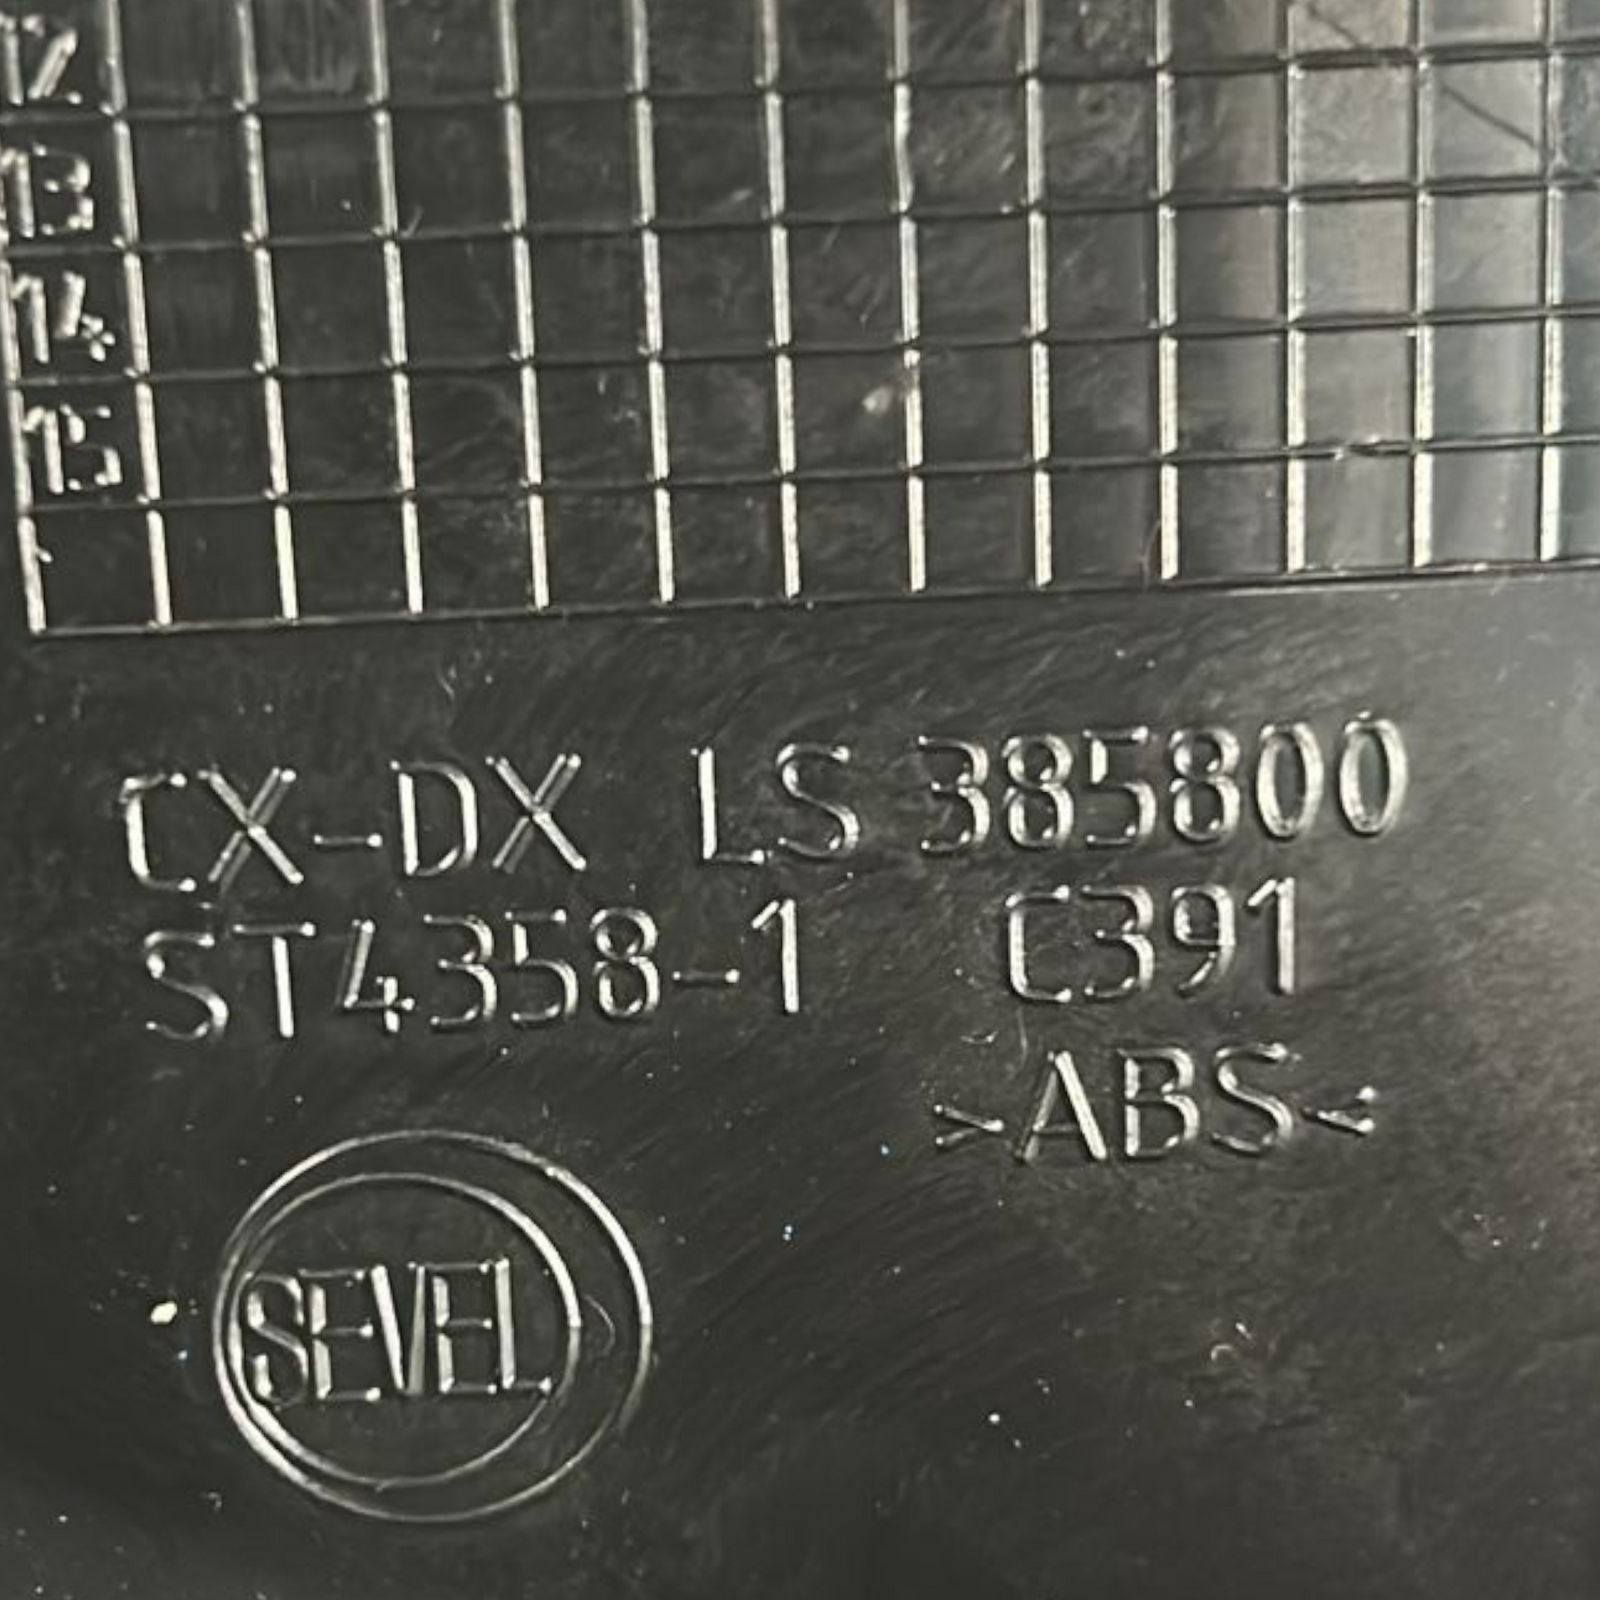 12
13
14
15
CX-DX LS 385800
ST4358-1 C391
>ABS<
SEVEL